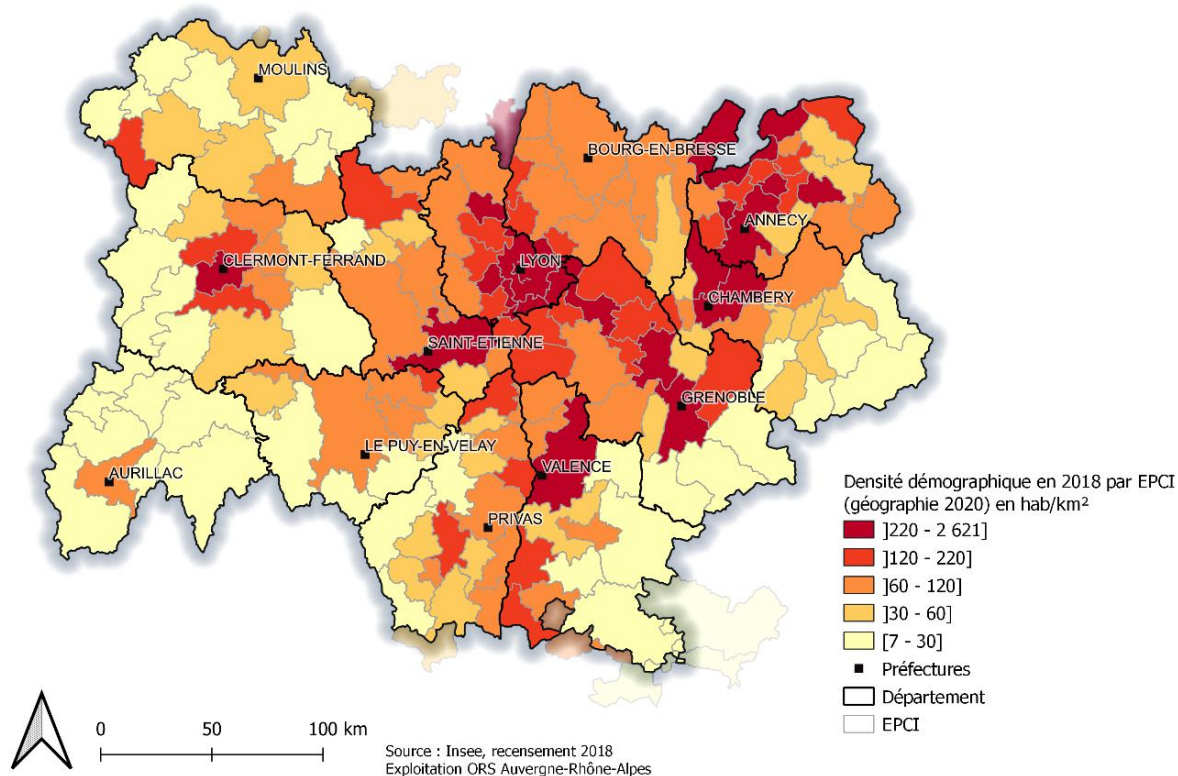 MOULINS
BOURG-EN-BRESSE
ANNECY
CLERMONT-FERRAND
LYON
CHAMBERY
SAINT-ETIENNE
GRENOBLE
LE PUY-EN-VELAY
VALENCE
AURILLAC
PRIVAS
Densité démographique en 2018 par EPCI
(géographie 2020) en hab/km²
]220 - 2 621]
]120 - 220]
]60 - 120]
]30 - 60]
[7 - 30]
Préfectures
Département
EPCI
0 50 100 km
Source : Insee, recensement 2018
Exploitation ORS Auvergne-Rhône-Alpes